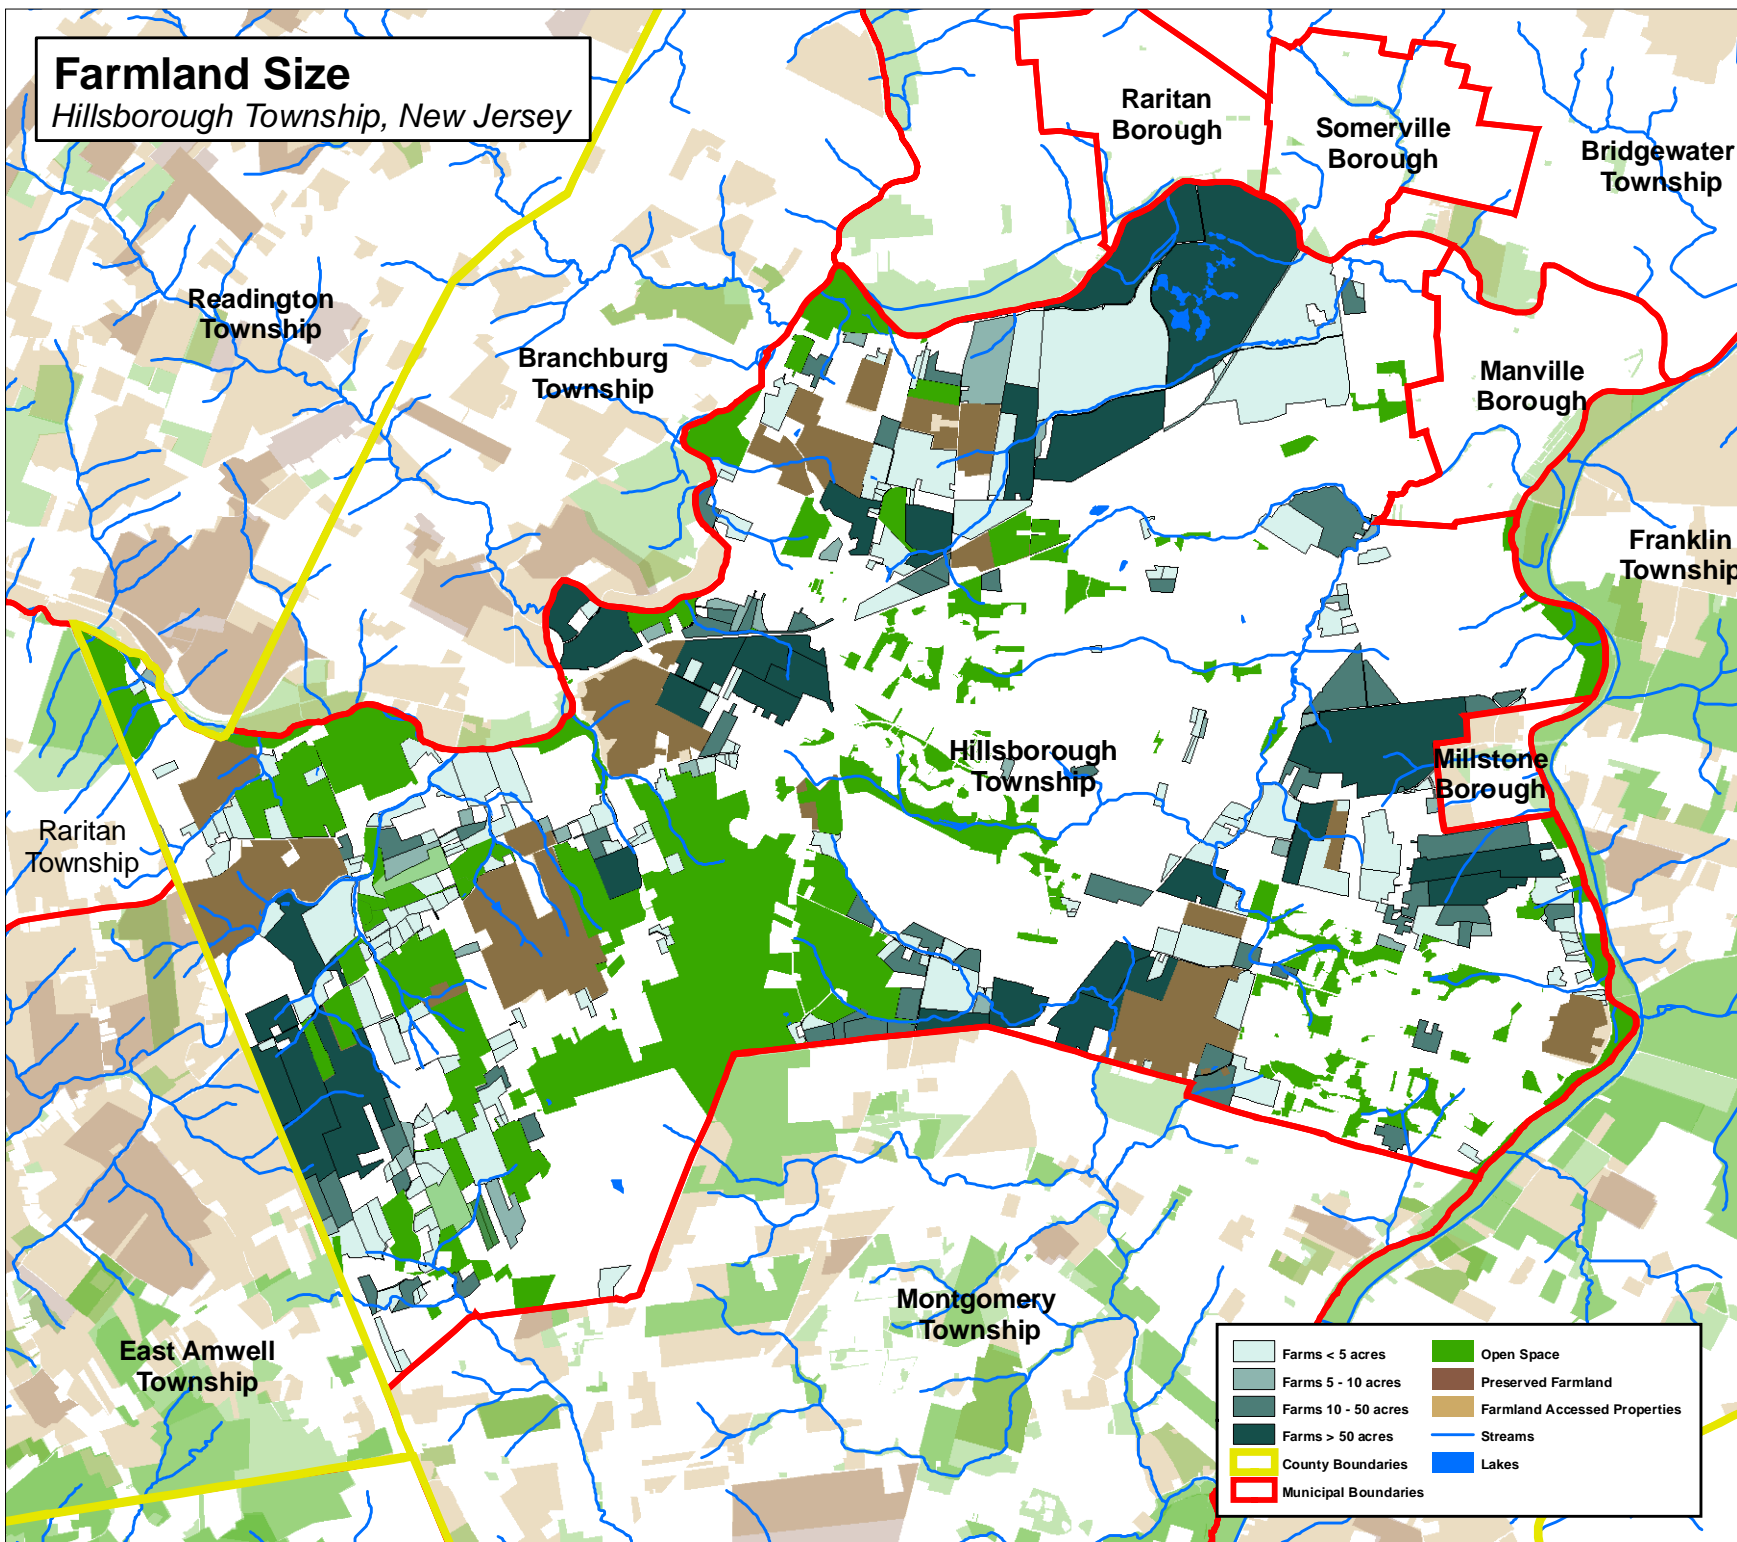 Farmland Size
Hillsborough Township, New Jersey
Raritan
Borough
Somerville
Borough
Bridgewater
Township
Readington
Township
Branchburg
Township
Manville
Borough
Franklin
Township
Hillsborough
Township
Millstone
Borough
Raritan
Township
Montgomery
Township
East Amwell
Township
Farms < 5 acres
Farms 5 - 10 acres
Farms 10 - 50 acres
Farms > 50 acres
County Boundaries
Municipal Boundaries
Open Space
Preserved Farmland
Farmland Accessed Properties
Streams
Lakes